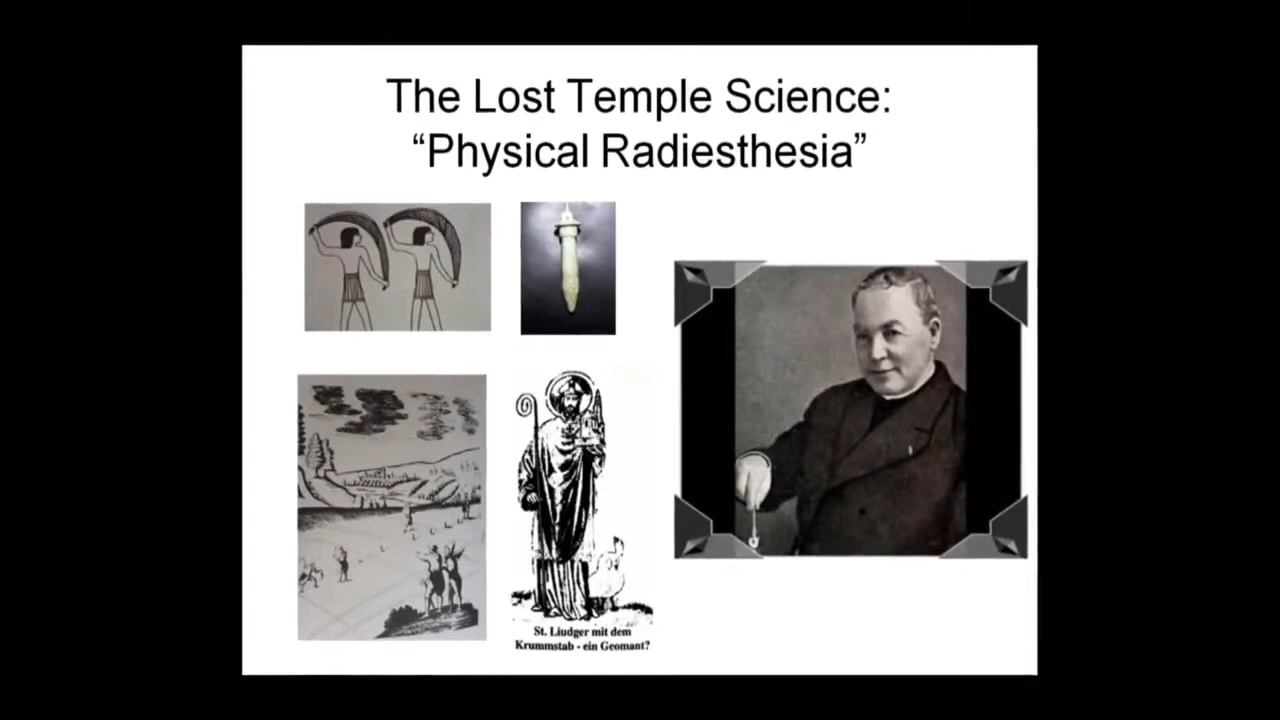 The Lost Temple Science:
“Physical Radiesthesia”
St. Liudger mit dem
Krummstab - ein Geomant?